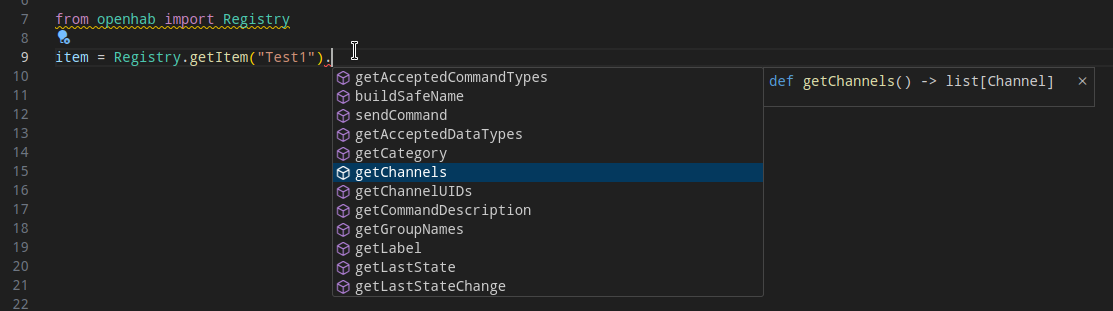 6
7 from openhab import Registry
8
9 item = Registry.getItem("Test1").
10 getAcceptedCommandTypes def getChannels() -> list[Channel] ×
11 buildSafeName
12 sendCommand
13 getAcceptedDataTypes
14 getCategory
15 getChannels
16 getChannelUIDs
17 getCommandDescription
18 getGroupNames
19 getLabel
20 getLastState
21 getLastStateChange
22